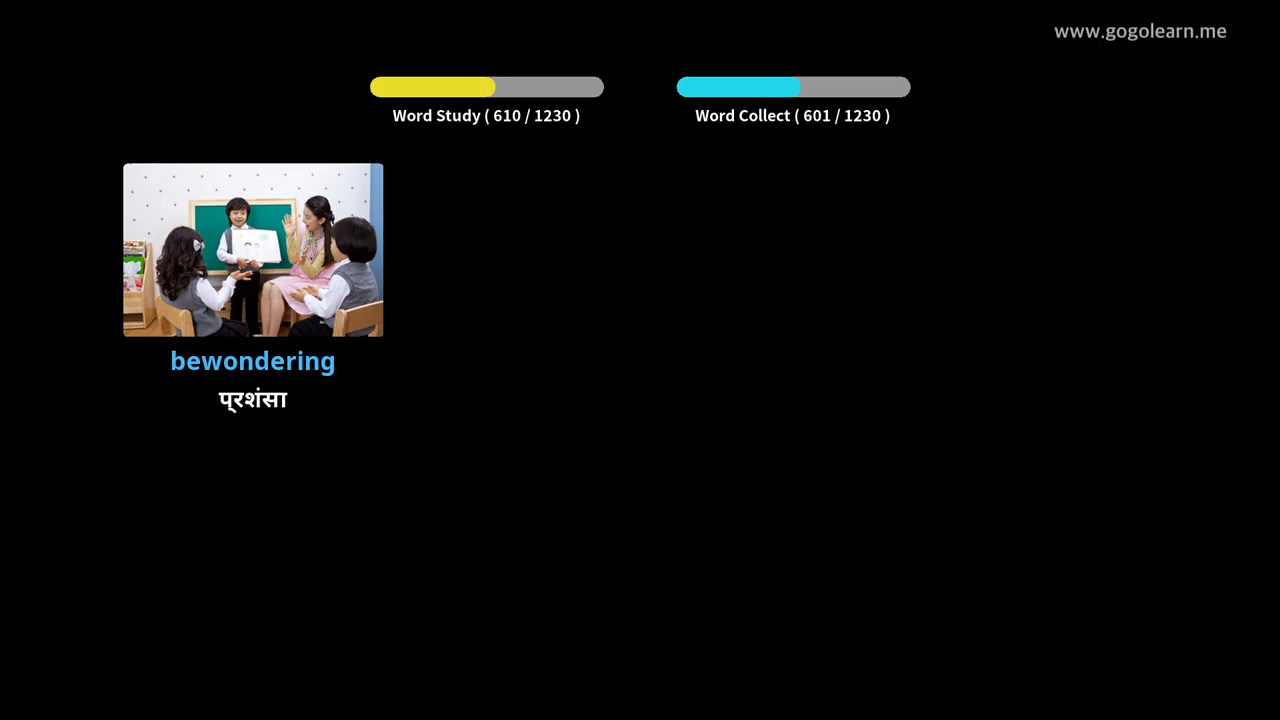 www.gogolearn.me
Word Study ( 610 / 1230 )
Word Collect ( 601 / 1230 )
bewondering
प्रशंसा